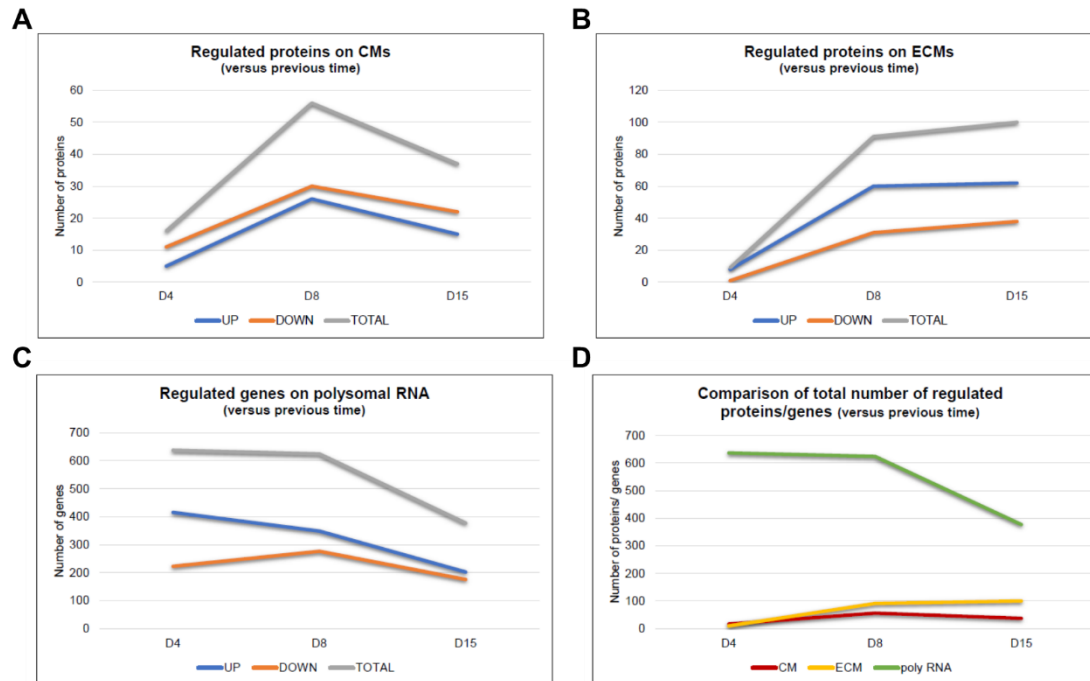 A
Regulated proteins on CMs
(versus previous time)
Number of proteins
60
50
40
30
20
10
0
D4 D8 D15
UP DOWN TOTAL
B
Regulated proteins on ECMs
(versus previous time)
Number of proteins
120
100
80
60
40
20
0
D4 D8 D15
UP DOWN TOTAL
C
Regulated genes on polysomal RNA
(versus previous time)
Number of genes
700
600
500
400
300
200
100
0
D4 D8 D15
UP DOWN TOTAL
D
Comparison of total number of regulated
proteins/genes (versus previous time)
Number of proteins/ genes
700
600
500
400
300
200
100
0
D4 D8 D15
CM ECM poly RNA